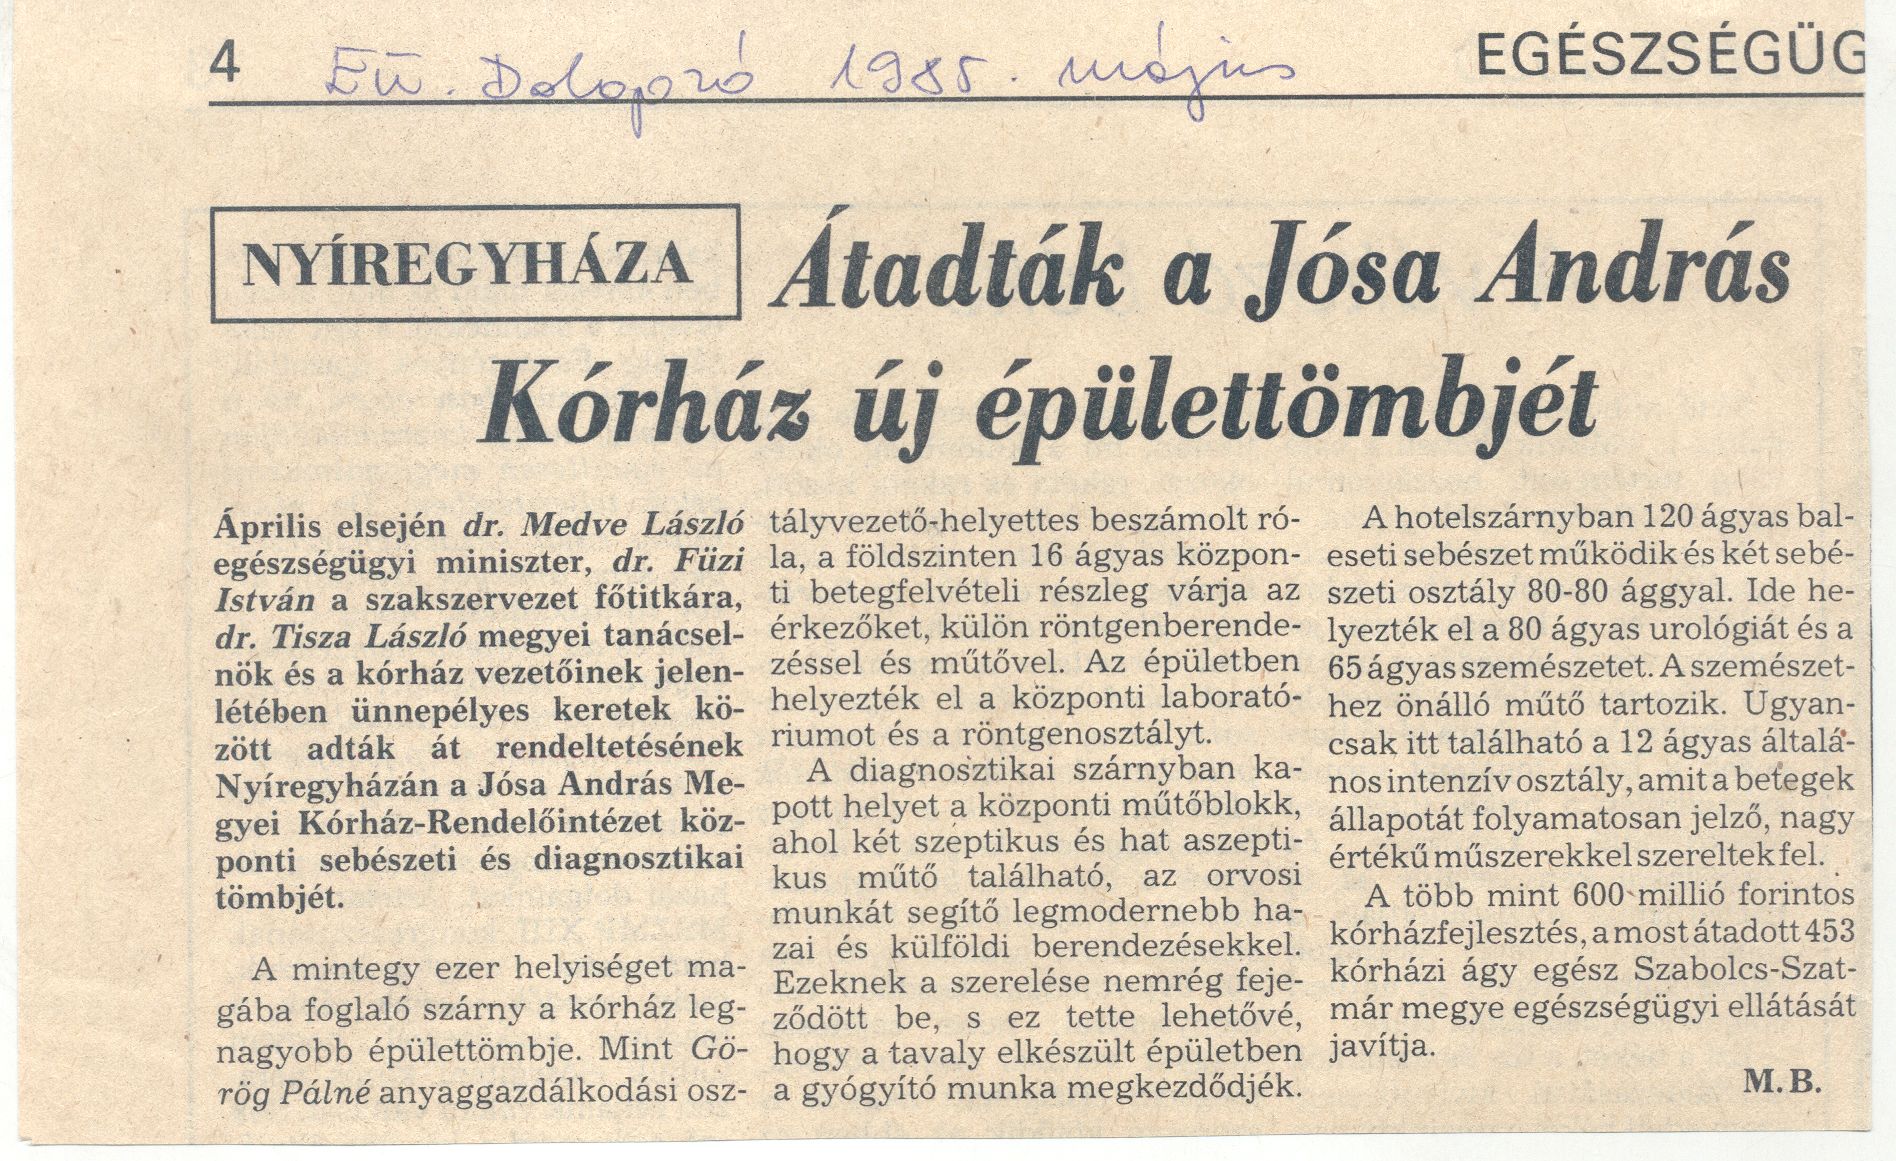 4
Eü. Dolgozó 1985. május
EGÉSZSÉGÜG
NYÍREGYHÁZA
Átadták a Jósa András
Kórház új épülettömbjét
Április elsején dr. Medve László
egészségügyi miniszter, dr. Füzi
István a szakszervezet főtitkára,
dr. Tisza László megyei tanácsel-
nök és a kórház vezetőinek jelen-
létében ünnepélyes keretek kö-
zött adták át rendeltetésének
Nyíregyházán a Jósa András Me-
gyei Kórház-Rendelőintézet köz-
ponti sebészeti és diagnosztikai
tömbjét.
A mintegy ezer helyiséget ma-
gába foglaló szárny a kórház leg-
nagyobb épülettömbje. Mint Gö-
rög Pálné anyaggazdálkodási osz-
tályvezető-helyettes beszámolt ró-
la, a földszinten 16 ágyas közpon-
ti betegfelvételi részleg várja az
érkezőket, külön röntgenberende-
zéssel és műtővel. Az épületben
helyezték el a központi laborató-
riumot és a röntgenosztályt.
A diagnosztikai szárnyban ka-
pott helyet a központi műtőblokk,
ahol két szeptikus és hat aszepti-
kus műtő található, az orvosi
munkát segítő legmodernebb ha-
zai és külföldi berendezésekkel.
Ezeknek a szerelése nemrég feje-
ződött be, s ez tette lehetővé,
hogy a tavaly elkészült épületben
a gyógyító munka megkezdődjék.
A hotelszárnyban 120 ágyas bal-
eseti sebészet működik és két sebé-
szeti osztály 80-80 ággyal. Ide he-
lyezték el a 80 ágyas urológiát és a
65 ágyas szemészetet. A szemészet-
hez önálló műtő tartozik. Ugyan-
csak itt található a 12 ágyas általá-
nos intenzív osztály, amit a betegek
állapotát folyamatosan jelző, nagy
értékű műszerekkel szereltek fel.
A több mint 600 millió forintos
kórházfejlesztés, a most átadott 453
kórházi ágy egész Szabolcs-Szat-
már megye egészségügyi ellátását
javítja.
M. B.